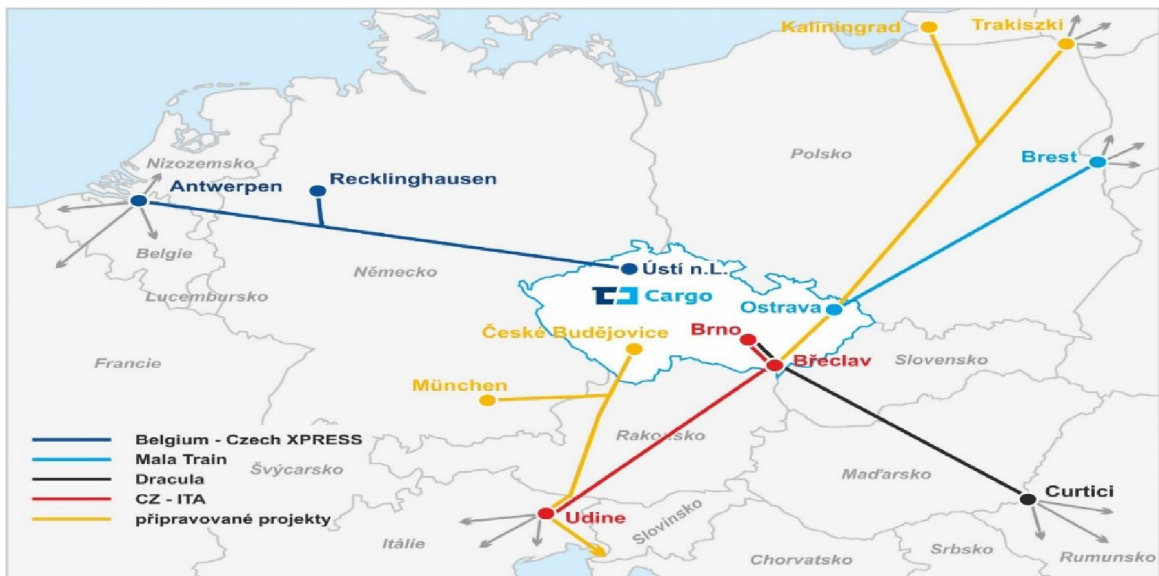 Kaliningrad
Trakiszki
Nizozemsko
Antwerpen
Recklinghausen
Polsko
Brest
Belgie
Německo
Ústí n.L.
Lucembursko
Cargo
Ostrava
České Budějovice
Brno
Břeclav
Slovensko
Francie
München
Rakousko
Belgium - Czech XPRESS
Mala Train
Dracula
CZ - ITA
připravované projekty
Švýcarsko
Maďarsko
Curtici
Udine
Itálie
Slovinsko
Chorvatsko
Srbsko
Rumunsko